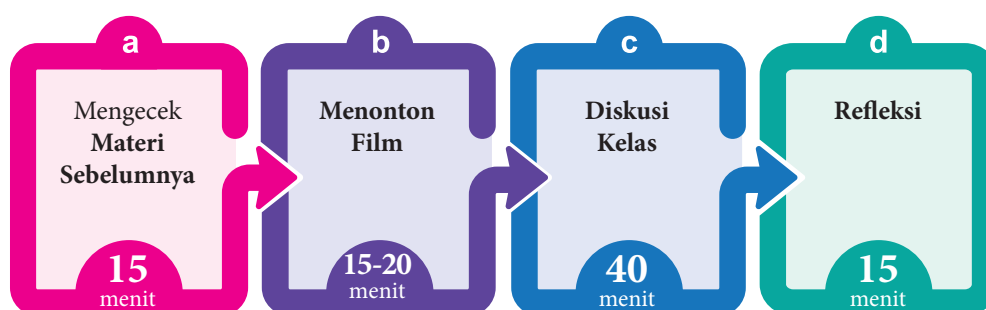 a
Mengecek
Materi
Sebelumnya
15
menit
b
Menonton
Film
15-20
menit
c
Diskusi
Kelas
40
menit
d
Refleksi
15
menit